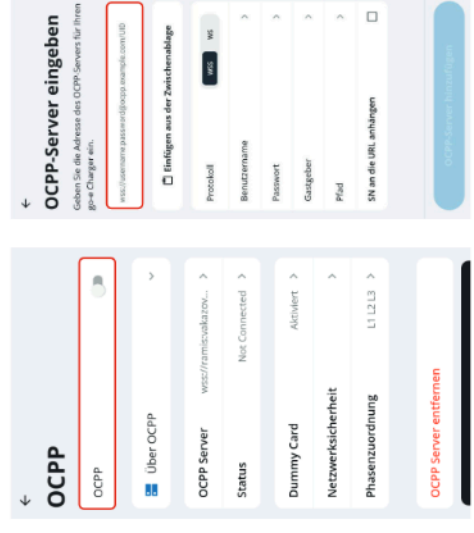 ←
OCPP-Server eingeben
Geben Sie die Adresse des OCPP-Servers für Ihren
go-e Charger ein.
wss://username:password@ocpp.example.com/UID
Einfügen aus der Zwischenablage
Protokoll WSS WS
Benutzername >
Passwort >
Gastgeber >
Pfad >
SN an die URL anhängen
OCPP-Server hinzufügen
←
OCPP
OCPP
Über OCPP
OCPP Server wss://ramis:vakazov... >
Status Not Connected >
Dummy Card Aktiviert >
Netzwerksicherheit >
Phasenzuordnung L1 L2 L3 >
OCPP Server entfernen